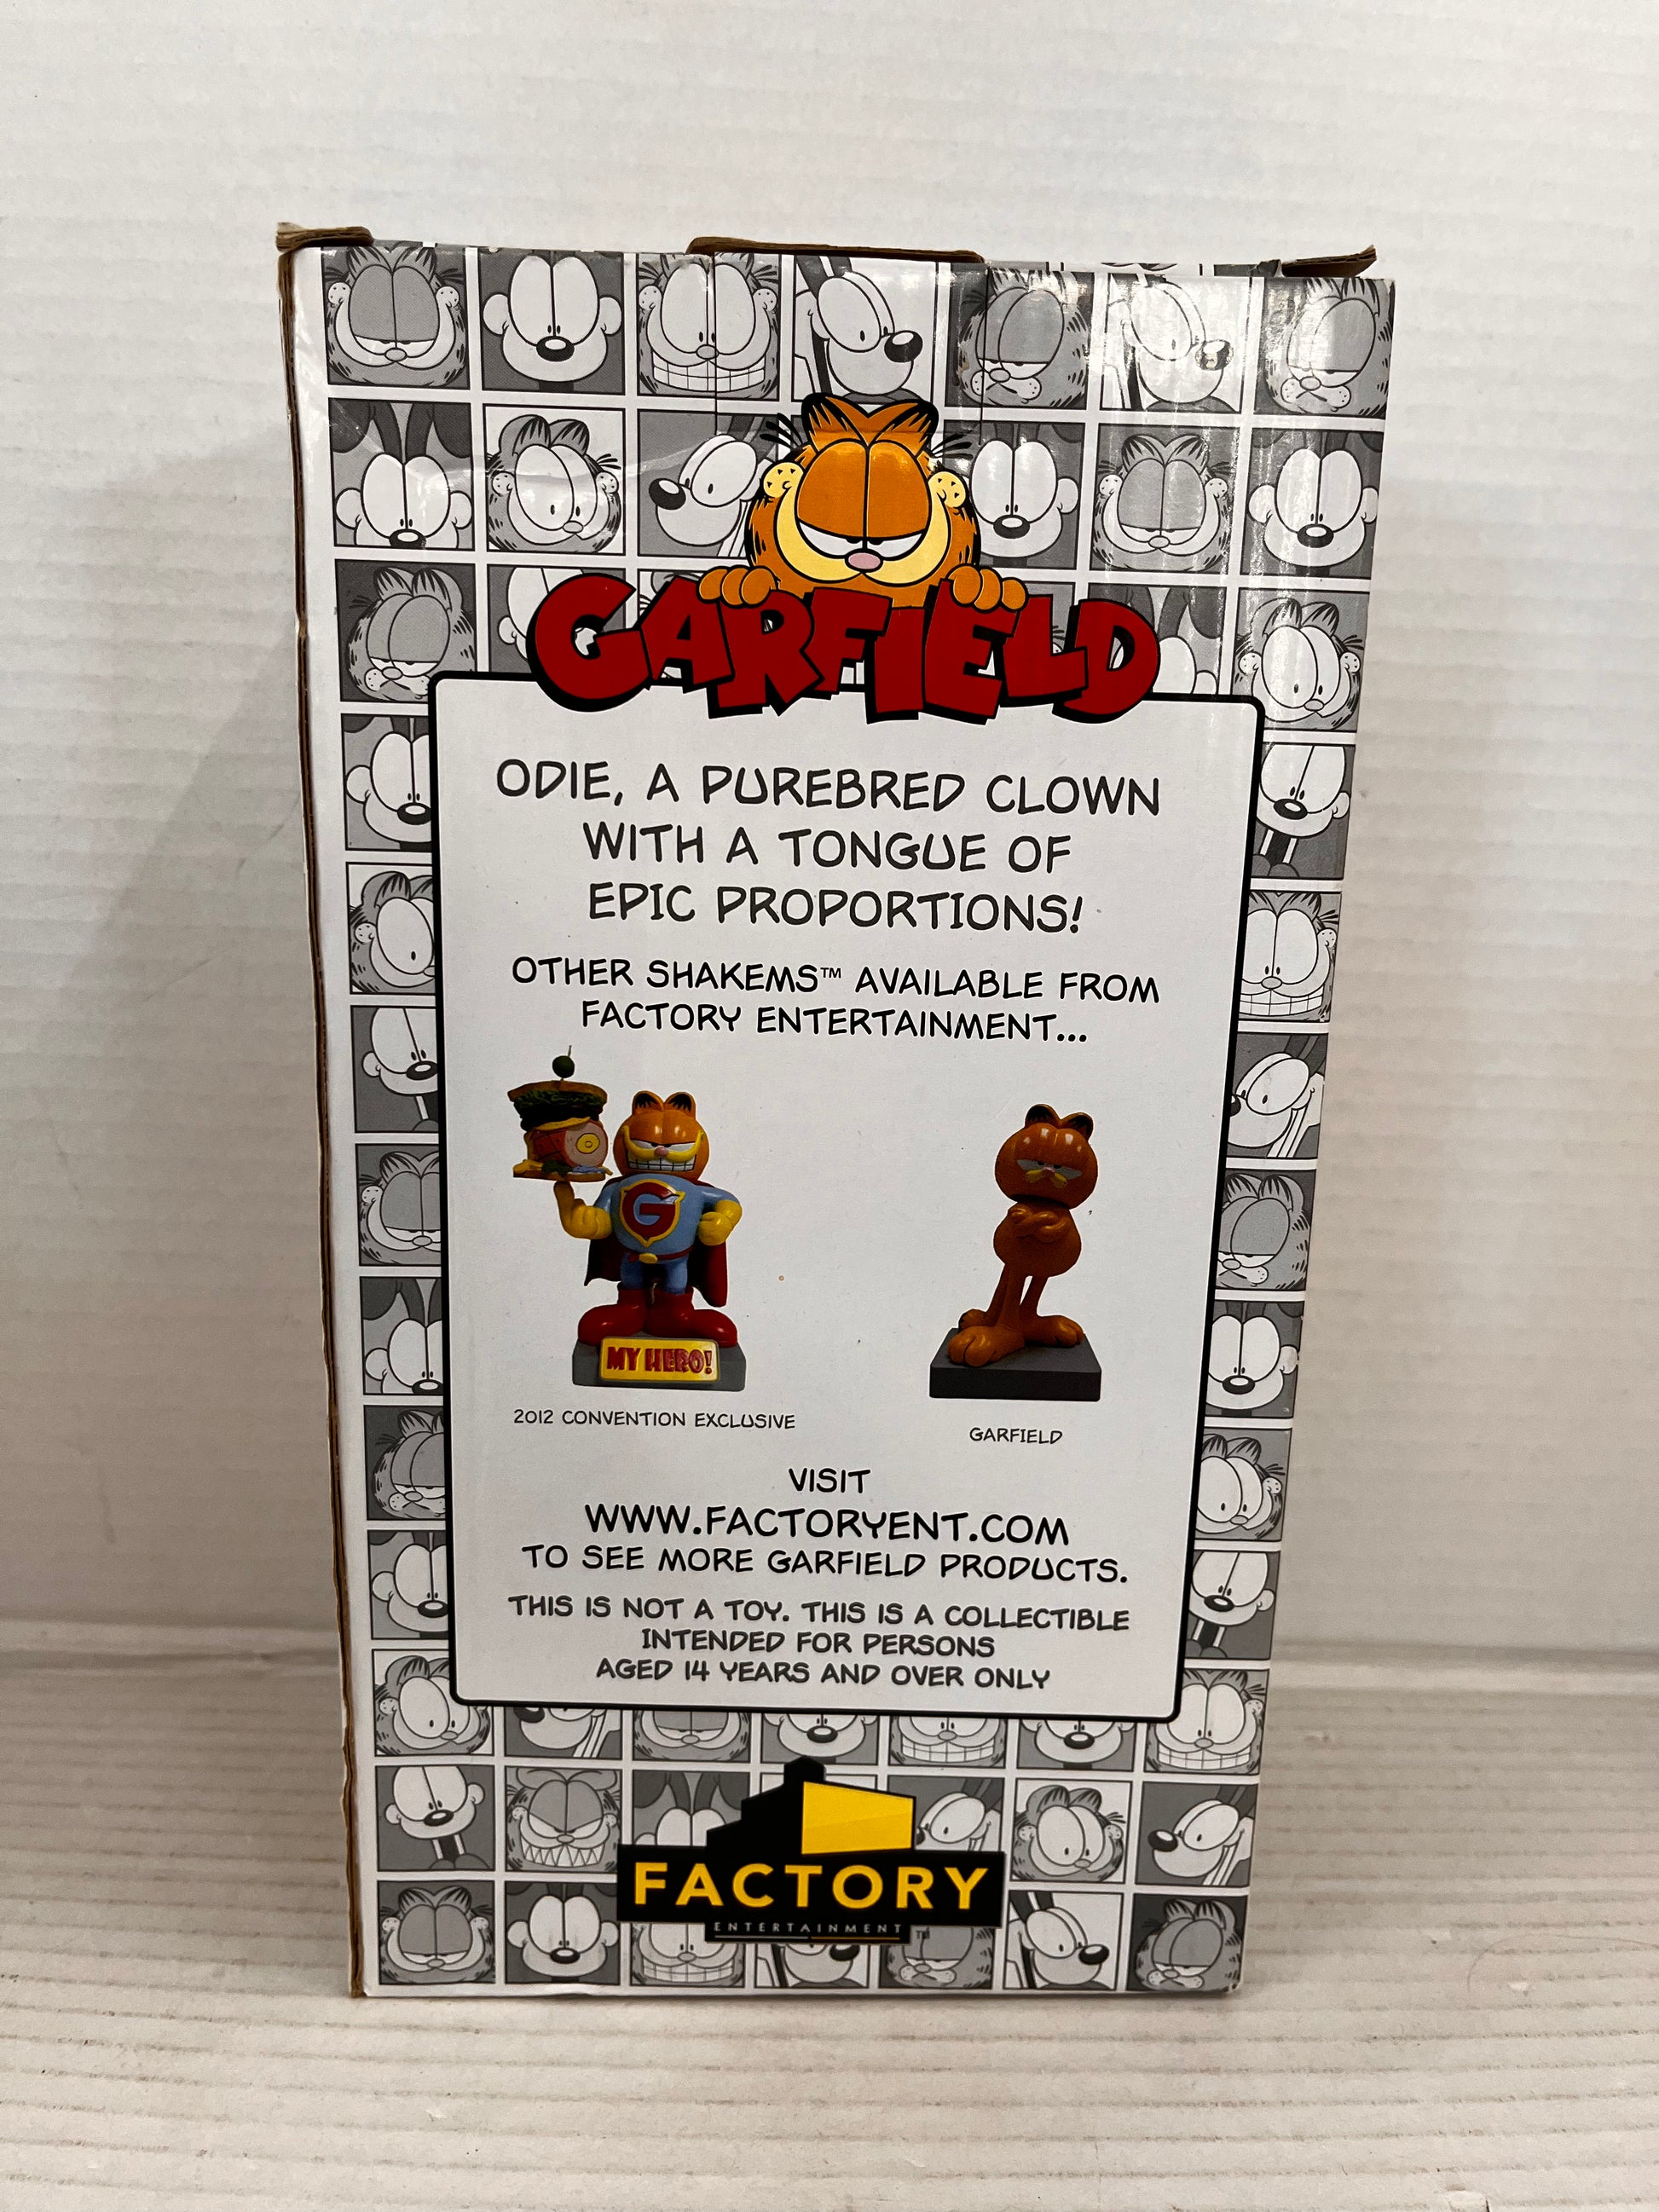 GARFIELD
ODIE, A PUREBRED CLOWN
WITH A TONGUE OF
EPIC PROPORTIONS!
OTHER SHAKEMS™ AVAILABLE FROM
FACTORY ENTERTAINMENT...
G
MY HERO!
2012 CONVENTION EXCLUSIVE
GARFIELD
VISIT
WWW.FACTORYENT.COM
TO SEE MORE GARFIELD PRODUCTS.
THIS IS NOT A TOY. THIS IS A COLLECTIBLE
INTENDED FOR PERSONS
AGED 14 YEARS AND OVER ONLY
FACTORY
ENTERTAINMENT™